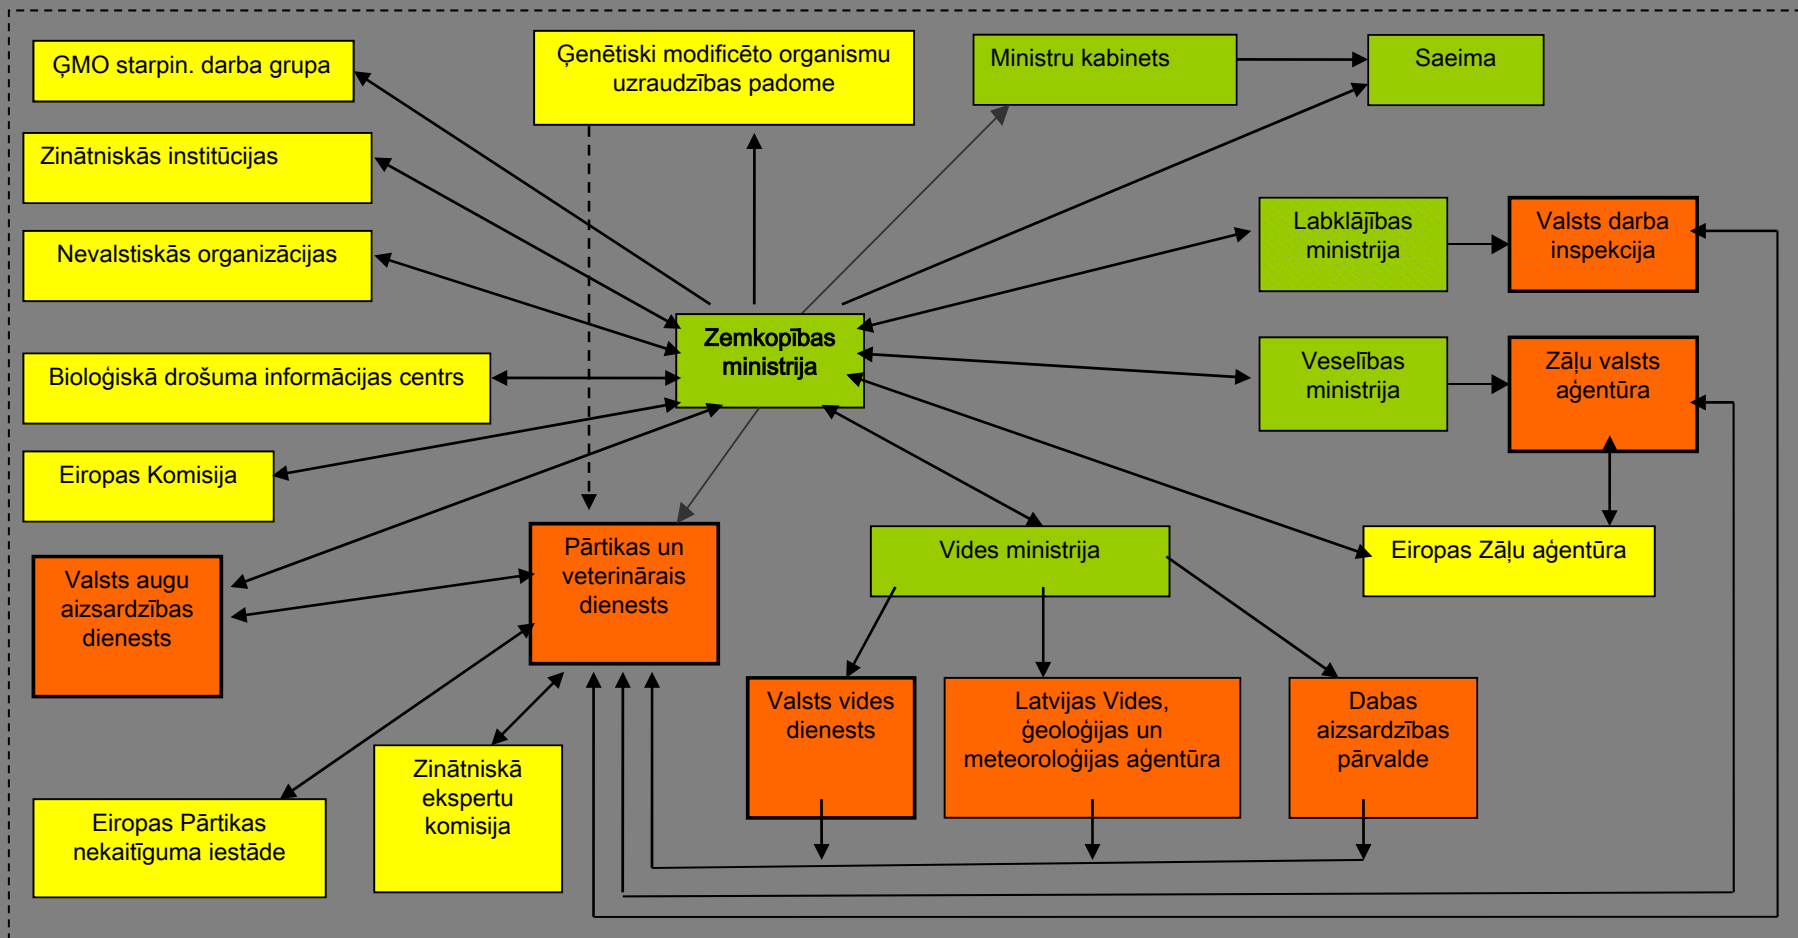 ĢMO starpin. darba grupa
Ģenētiski modificēto organismu
uzraudzības padome
Ministru kabinets
Saeima
Zinātniskās institūcijas
Nevalstiskās organizācijas
Labklājības
ministrija
Valsts darba
inspekcija
Zemkopības
ministrija
Bioloģiskā drošuma informācijas centrs
Veselības
ministrija
Zāļu valsts
aģentūra
Eiropas Komisija
Valsts augu
aizsardzības
dienests
Pārtikas un
veterinārais
dienests
Vides ministrija
Eiropas Zāļu aģentūra
Valsts vides
dienests
Latvijas Vides,
ģeoloģijas un
meteoroloģijas aģentūra
Dabas
aizsardzības
pārvalde
Zinātniskā
ekspertu
komisija
Eiropas Pārtikas
nekaitīguma iestāde